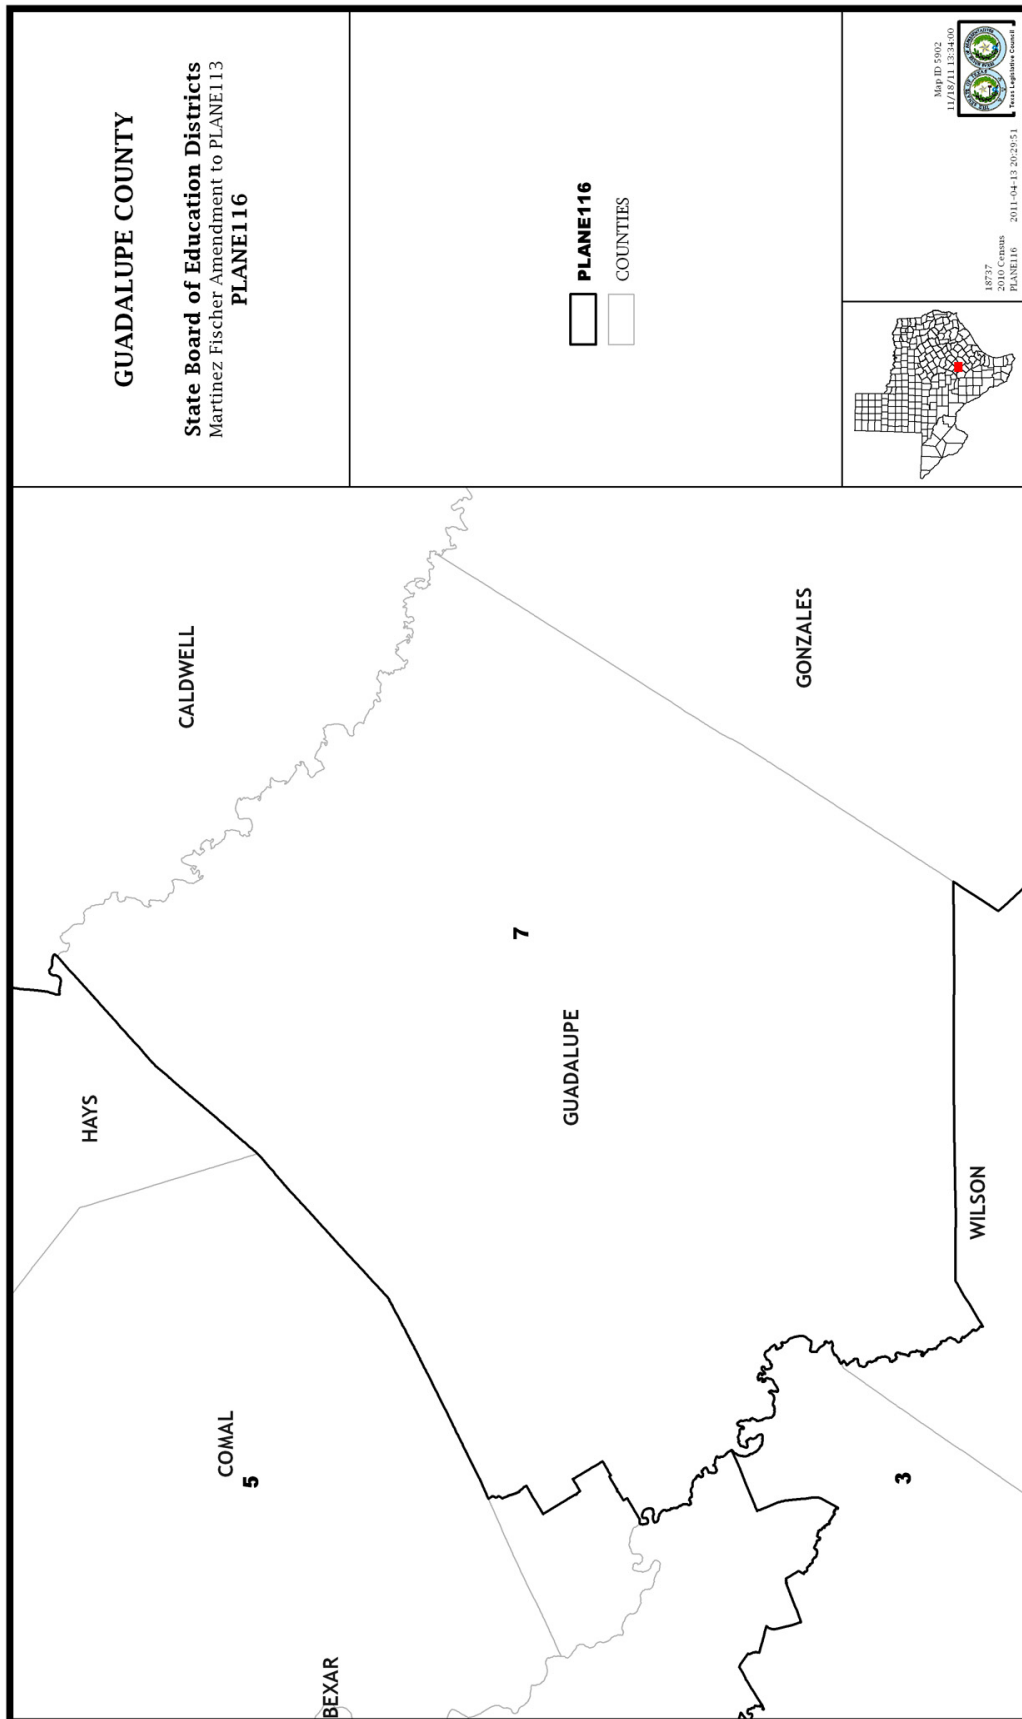 GUADALUPE COUNTY
State Board of Education Districts
Martinez Fischer Amendment to PLANE113
PLANE116
PLANE116
COUNTIES
Map ID 5902
11/18/11 13:34:00
Texas Legislative Council
18737
2010 Census
PLANE116 2011-04-13 20:29:51
HAYS
CALDWELL
COMAL
5
BEXAR
7
GUADALUPE
GONZALES
3
WILSON